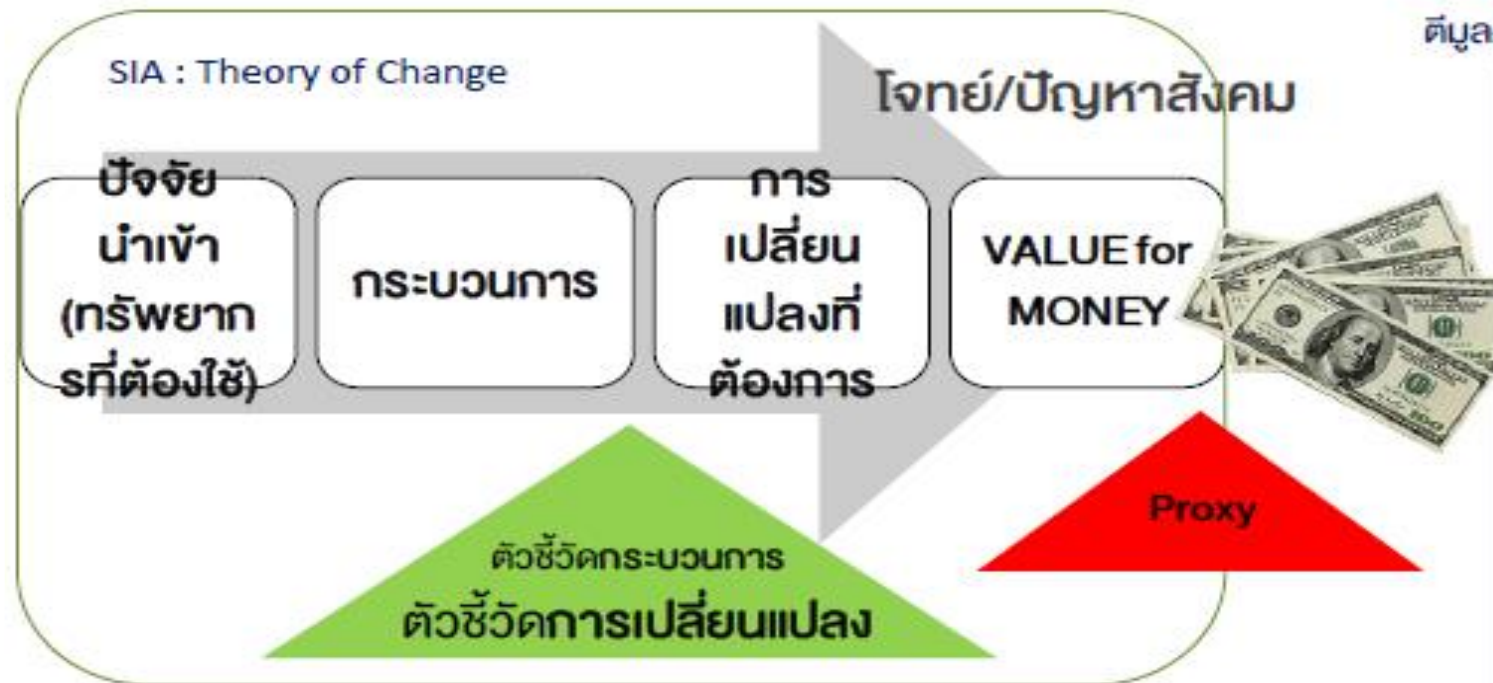 ตีมูล
SIA : Theory of Change
โจทย์/ปัญหาสังคม
ปัจจัย
นำเข้า
(ทรัพยาก
รที่ต้องใช้)
กระบวนการ
การ
เปลี่ยน
แปลงที่
ต้องการ
VALUE for
MONEY
Proxy
ตัวชี้วัดกระบวนการ
ตัวชี้วัดการเปลี่ยนแปลง